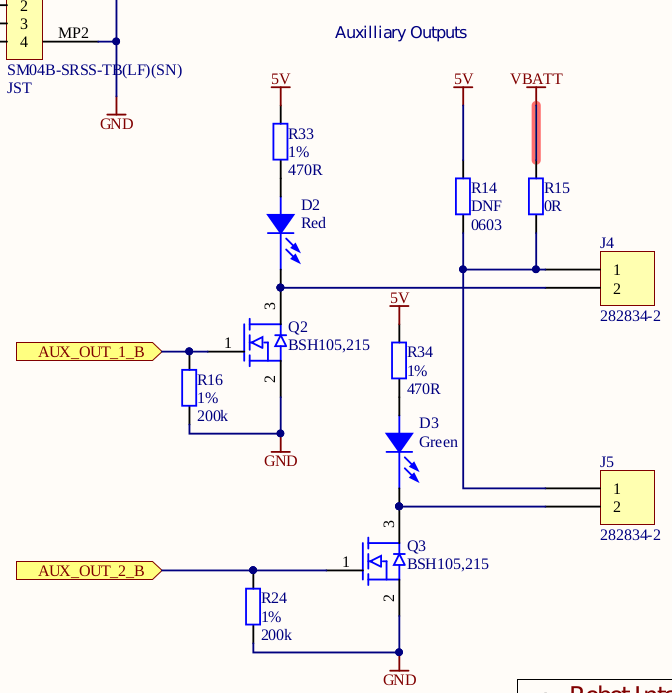 2
3
4
MP2
SM04B-SRSS-TB(LF)(SN)
JST
GND
Auxilliary Outputs
5V
R33
1%
470R
D2
Red
5V
VBATT
R14
DNF
0603
R15
0R
J4
1
2
282834-2
3
Q2
BSH105,215
1
2
AUX_OUT_1_B
R16
1%
200k
GND
5V
R34
1%
470R
D3
Green
J5
1
2
282834-2
3
Q3
BSH105,215
1
2
AUX_OUT_2_B
R24
1%
200k
GND